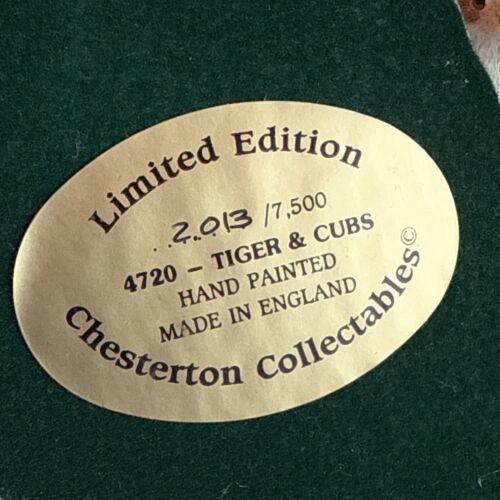 Limited Edition
2013 /7,500
4720 – TIGER & CUBS
HAND PAINTED
MADE IN ENGLAND
Chesterton Collectables©